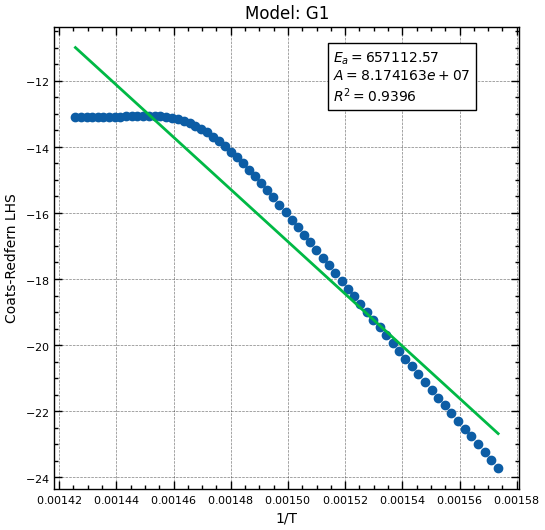 Model: G1
E_a = 657112.57
A = 8.174163e + 07
R² = 0.9396
Coats-Redfern LHS
−12
−14
−16
−18
−20
−22
−24
0.00142 0.00144 0.00146 0.00148 0.00150 0.00152 0.00154 0.00156 0.00158
1/T